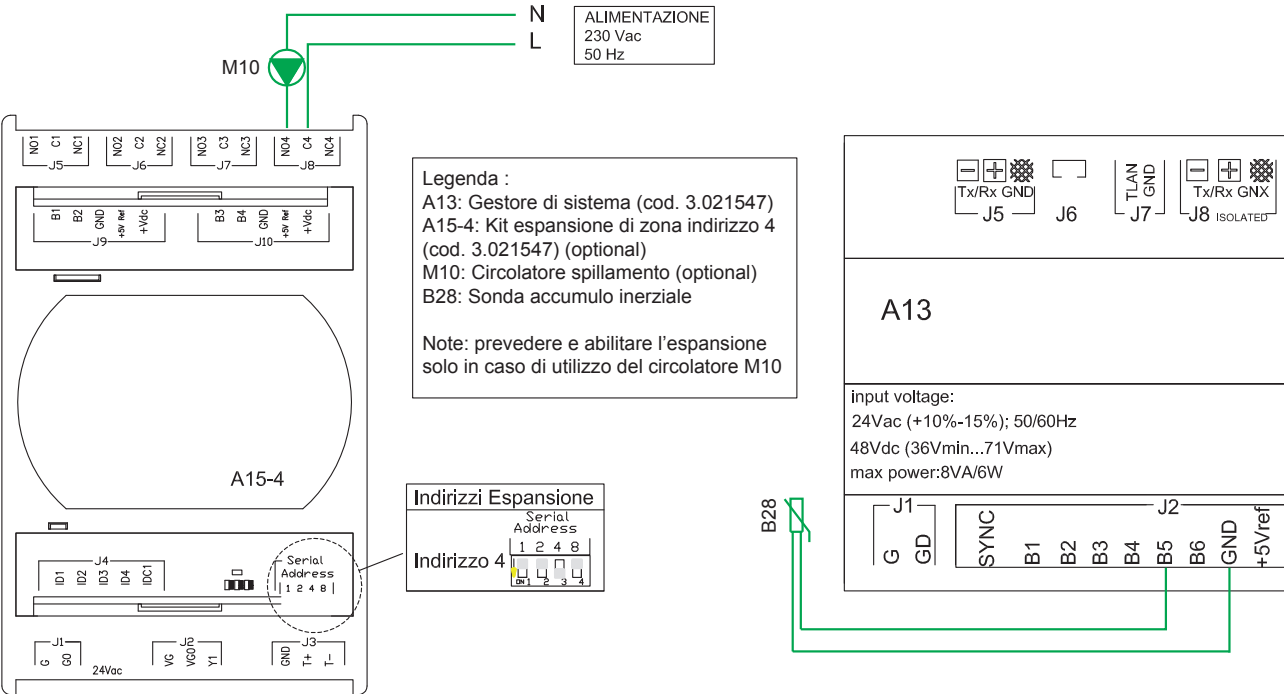 N
L
ALIMENTAZIONE
230 Vac
50 Hz
M10
NO1 C1 NC1
J5
NO2 C2 NC2
J6
NO3 C3 NC3
J7
NO4 C4 NC4
J8
B1 B2 GND +5V Ref +Vdc
J9
B3 B4 GND +5V Ref +Vdc
J10
A15-4
J4
ID1 ID2 ID3 ID4 IDC1
Serial
Address
1 2 4 8
J1
G G0
24Vac
J2
VG VG0 Y1
J3
GND T+ T-
Legenda :
A13: Gestore di sistema (cod. 3.021547)
A15-4: Kit espansione di zona indirizzo 4
(cod. 3.021547) (optional)
M10: Circolatore spillamento (optional)
B28: Sonda accumulo inerziale
Note: prevedere e abilitare l'espansione
solo in caso di utilizzo del circolatore M10
Indirizzi Espansione
Serial
Address
Indirizzo 4
1 2 4 8
ON 1 2 3 4
- + Tx/Rx GND
J5
J6
TLAN GND
J7
- + Tx/Rx GNX
J8 ISOLATED
A13
input voltage:
24Vac (+10%-15%); 50/60Hz
48Vdc (36Vmin...71Vmax)
max power:8VA/6W
B28
J1
G GD
J2
SYNC B1 B2 B3 B4 B5 B6 GND +5Vref